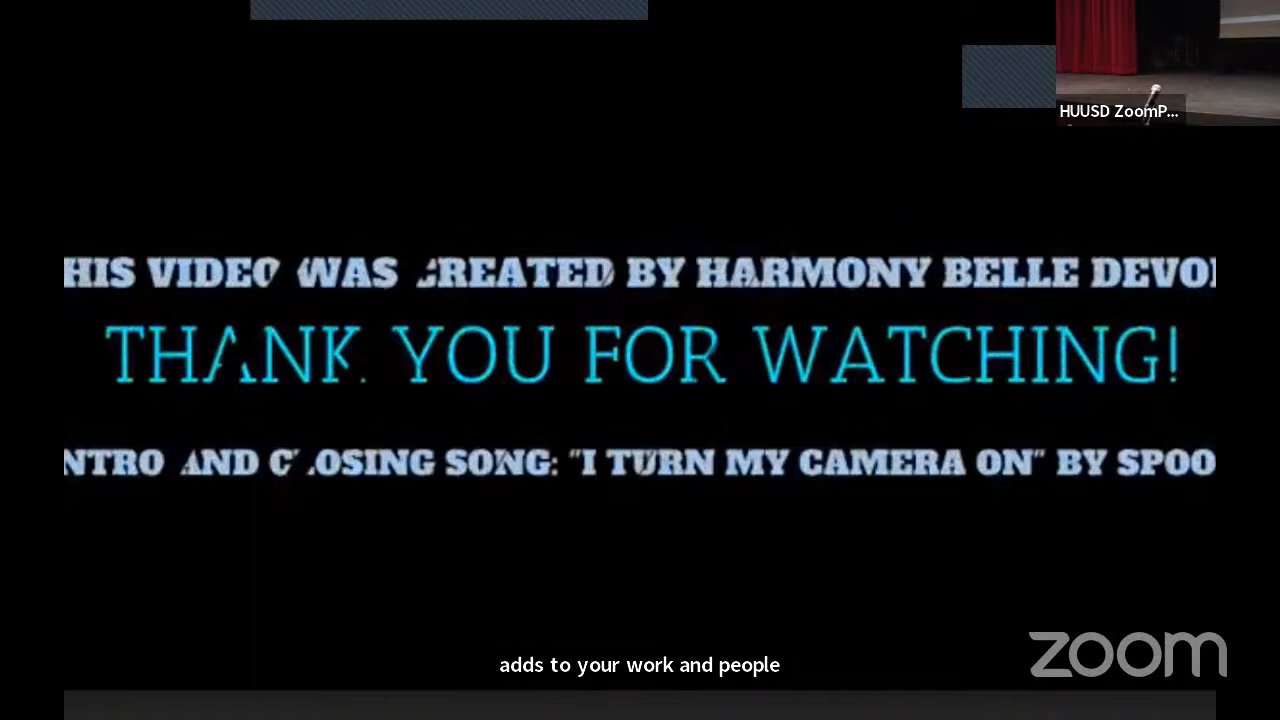 HUUSD ZoomP...
HIS VIDEO WAS CREATED BY HARMONY BELLE DEVO
THANK YOU FOR WATCHING!
NTRO AND CLOSING SONG: "I TURN MY CAMERA ON" BY SPOO
adds to your work and people
zoom